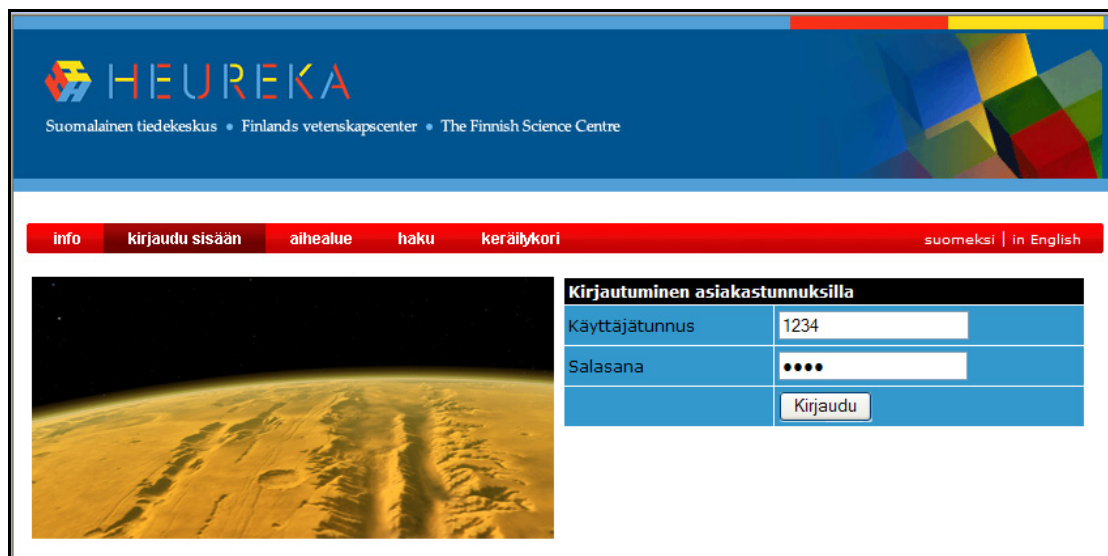 HEUREKA
Suomalainen tiedekeskus • Finlands vetenskapscenter • The Finnish Science Centre
info kirjaudu sisään aihealue haku keräilykori suomeksi | in English
Kirjautuminen asiakastunnuksilla
Käyttäjätunnus 1234
Salasana ••••
Kirjaudu